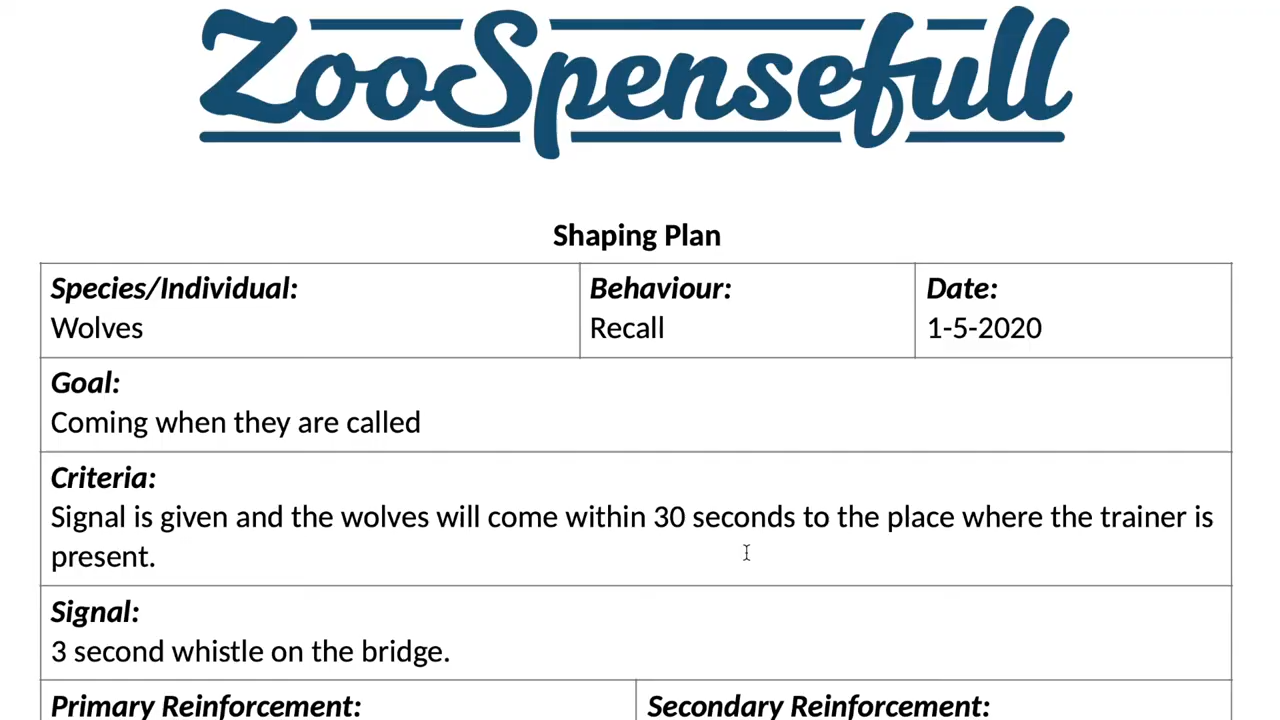 ZooSpensefull
Shaping Plan
Species/Individual:
Wolves
Behaviour:
Recall
Date:
1-5-2020
Goal:
Coming when they are called
Criteria:
Signal is given and the wolves will come within 30 seconds to the place where the trainer is
present.
Signal:
3 second whistle on the bridge.
Primary Reinforcement:
Secondary Reinforcement: